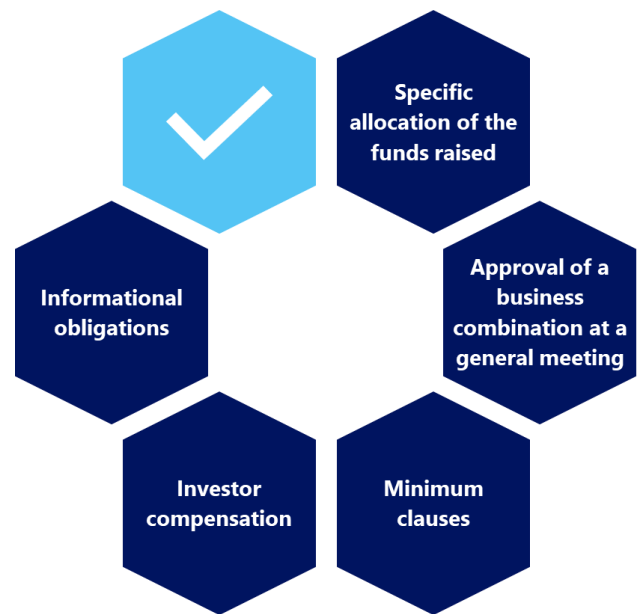 Specific
allocation of the
funds raised
Approval of a
business
combination at a
general meeting
Minimum
clauses
Investor
compensation
Informational
obligations